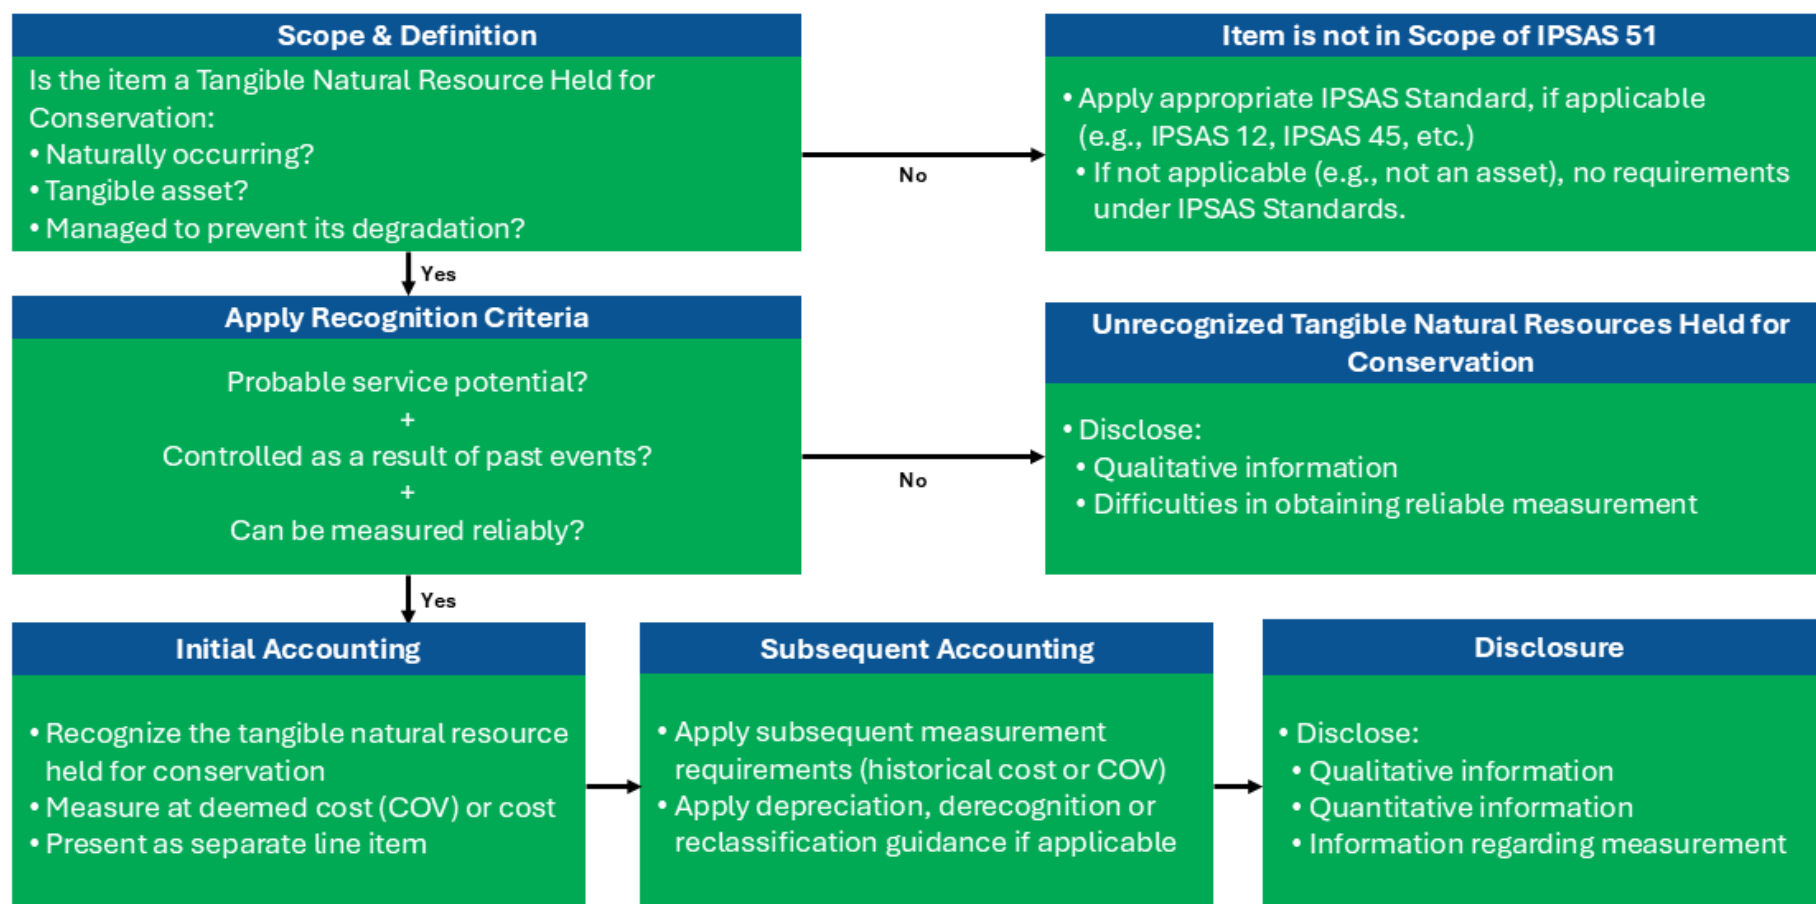 Scope & Definition
Is the item a Tangible Natural Resource Held for
Conservation:
• Naturally occurring?
• Tangible asset?
• Managed to prevent its degradation?
No
Item is not in Scope of IPSAS 51
• Apply appropriate IPSAS Standard, if applicable
(e.g., IPSAS 12, IPSAS 45, etc.)
• If not applicable (e.g., not an asset), no requirements
under IPSAS Standards.
Yes
Apply Recognition Criteria
Probable service potential?
+
Controlled as a result of past events?
+
Can be measured reliably?
No
Unrecognized Tangible Natural Resources Held for
Conservation
• Disclose:
• Qualitative information
• Difficulties in obtaining reliable measurement
Yes
Initial Accounting
• Recognize the tangible natural resource
held for conservation
• Measure at deemed cost (COV) or cost
• Present as separate line item
Subsequent Accounting
• Apply subsequent measurement
requirements (historical cost or COV)
• Apply depreciation, derecognition or
reclassification guidance if applicable
Disclosure
• Disclose:
• Qualitative information
• Quantitative information
• Information regarding measurement